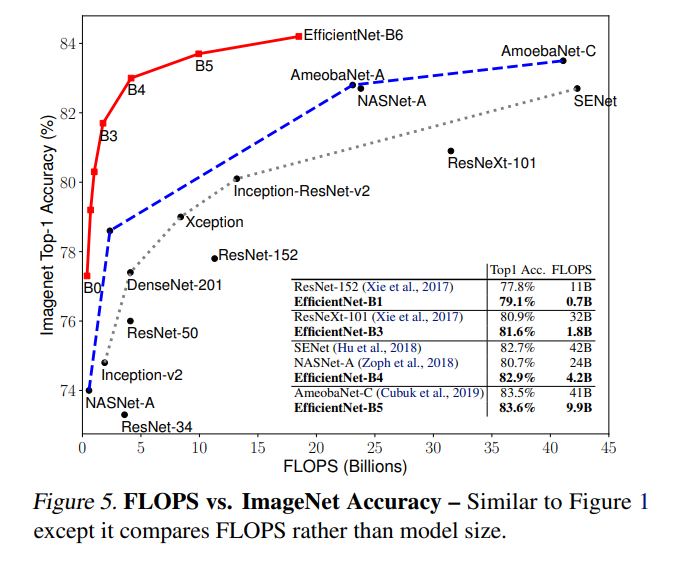 84
82
80
78
76
74
Imagenet Top-1 Accuracy (%)
EfficientNet-B6
B5
B4
B3
B0
AmoebaNet-C
AmeobaNet-A
NASNet-A
SENet
ResNeXt-101
Inception-ResNet-v2
Xception
ResNet-152
DenseNet-201
ResNet-50
Inception-v2
NASNet-A
ResNet-34
Top1 Acc. FLOPS
ResNet-152 (Xie et al., 2017) 77.8% 11B
EfficientNet-B1 79.1% 0.7B
ResNeXt-101 (Xie et al., 2017) 80.9% 32B
EfficientNet-B3 81.6% 1.8B
SENet (Hu et al., 2018) 82.7% 42B
NASNet-A (Zoph et al., 2018) 80.7% 24B
EfficientNet-B4 82.9% 4.2B
AmeobaNet-C (Cubuk et al., 2019) 83.5% 41B
EfficientNet-B5 83.6% 9.9B
0 5 10 15 20 25 30 35 40 45
FLOPS (Billions)
Figure 5. FLOPS vs. ImageNet Accuracy – Similar to Figure 1
except it compares FLOPS rather than model size.